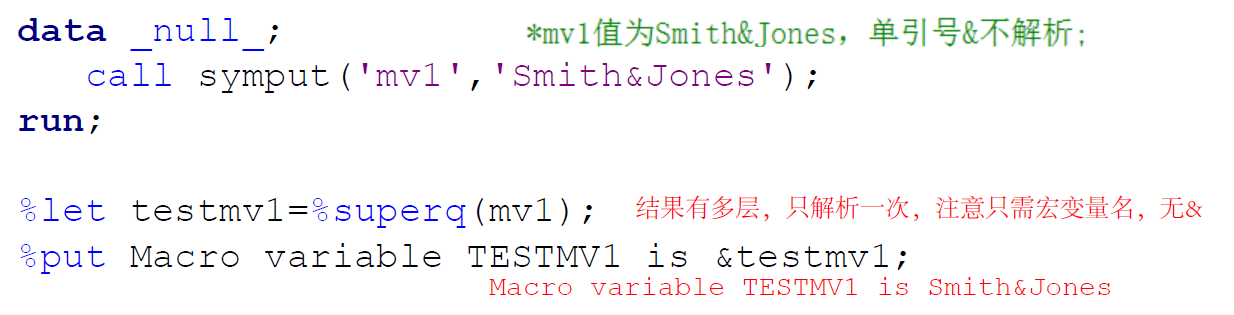 data _null_;    *mv1值为Smith&Jones，单引号&不解析;
call symput('mv1','Smith&Jones');
run;
%let testmv1=%superq(mv1);    结果有多层，只解析一次，注意只需宏变量名，无&
%put Macro variable TESTMV1 is &testmv1;
Macro variable TESTMV1 is Smith&Jones